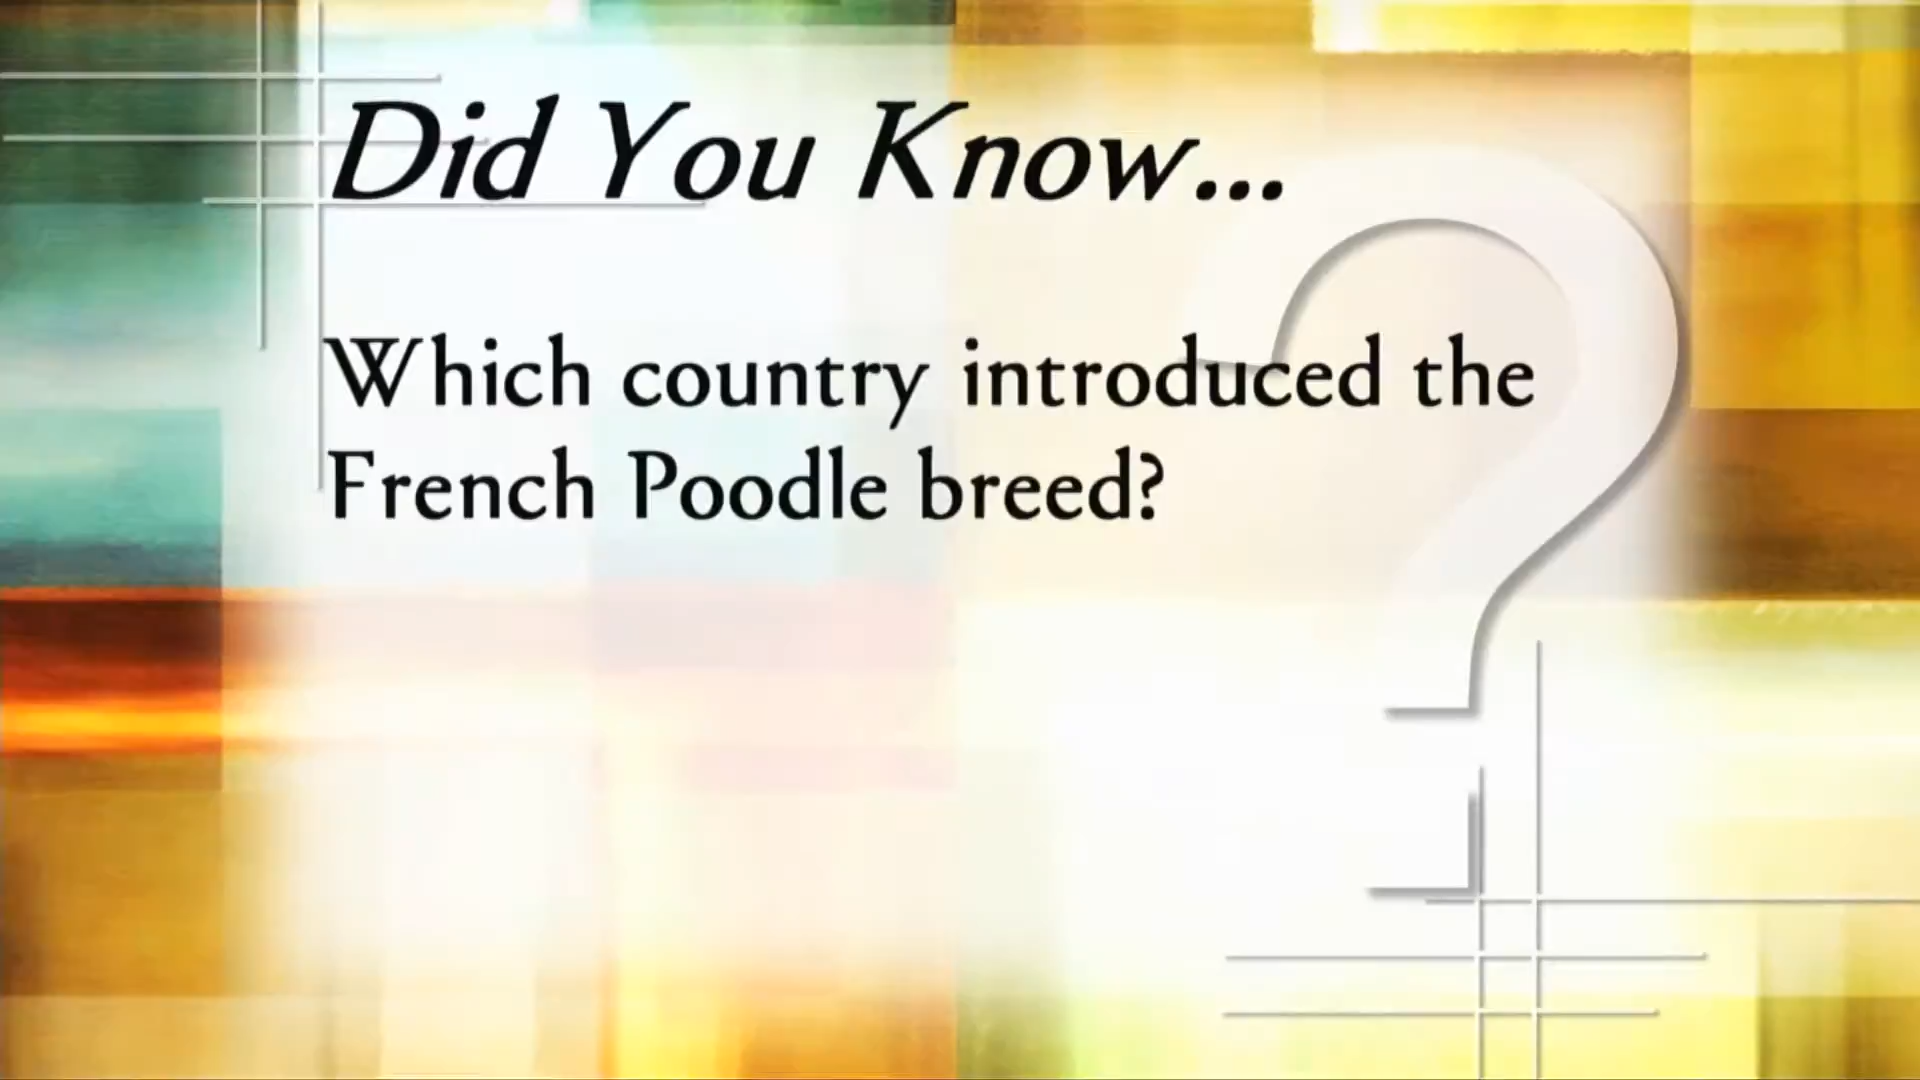 Did You Know...
Which country introduced the
French Poodle breed?